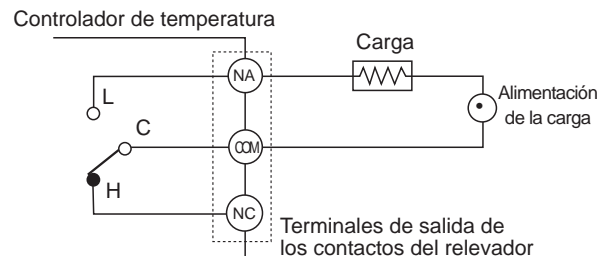 Controlador de temperatura
Carga
NA
L
Alimentación
de la carga
C
COM
H
NC
Terminales de salida de
los contactos del relevador